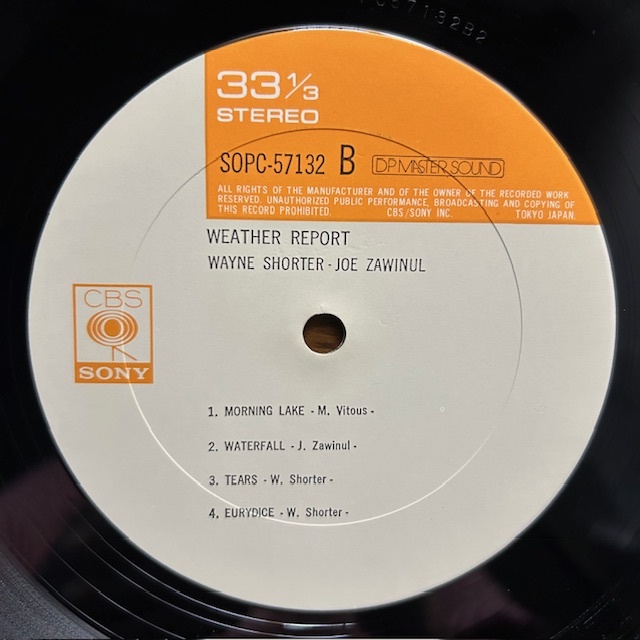 33 1/3
STEREO
SOPC-57132 B DP MASTER SOUND
ALL RIGHTS OF THE MANUFACTURER AND OF THE OWNER OF THE RECORDED WORK
RESERVED. UNAUTHORIZED PUBLIC PERFORMANCE, BROADCASTING AND COPYING OF
THIS RECORD PROHIBITED. CBS/SONY INC. TOKYO JAPAN
WEATHER REPORT
WAYNE SHORTER - JOE ZAWINUL
CBS
SONY
1. MORNING LAKE - M. Vitous -
2. WATERFALL - J. Zawinul -
3. TEARS - W. Shorter -
4. EURYDICE - W. Shorter -